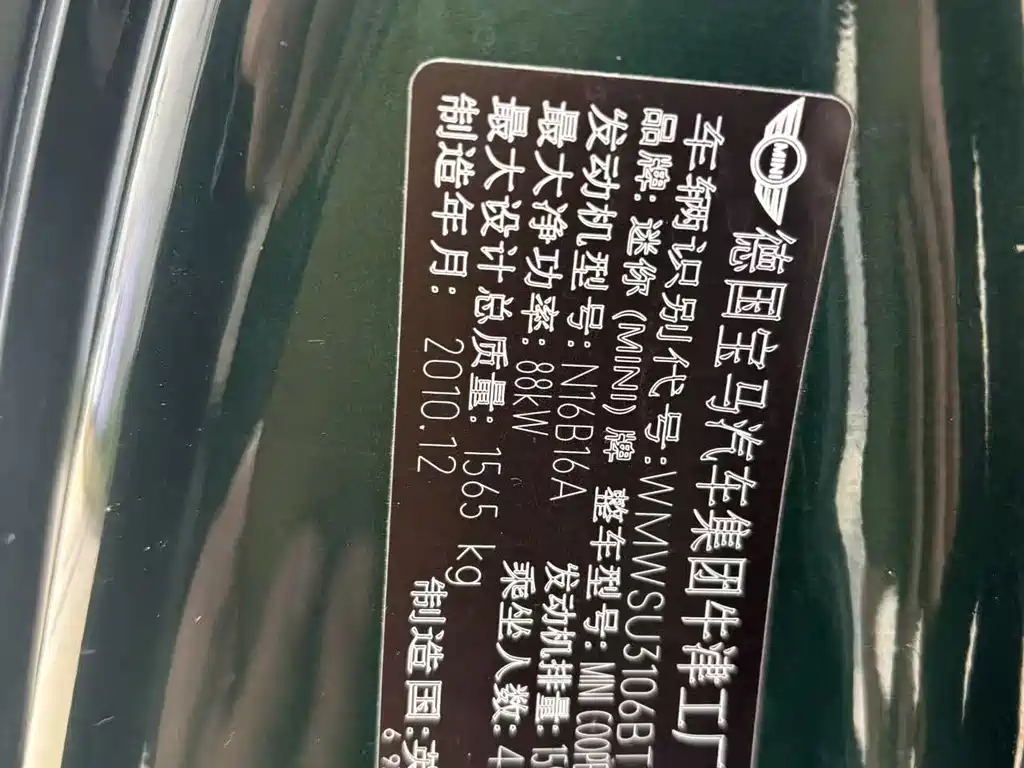 MINI 德国宝马汽车集团牛津工厂
车辆识别代号:WMWSU3106BT
品牌:迷你(MINI)牌 整车型号:MINI COOPE
发动机型号:N16B16A 发动机排量:15
最大净功率:88kW 乘坐人数:4
最大设计总质量:1565 kg
制造年月: 2010.12 制造国:英